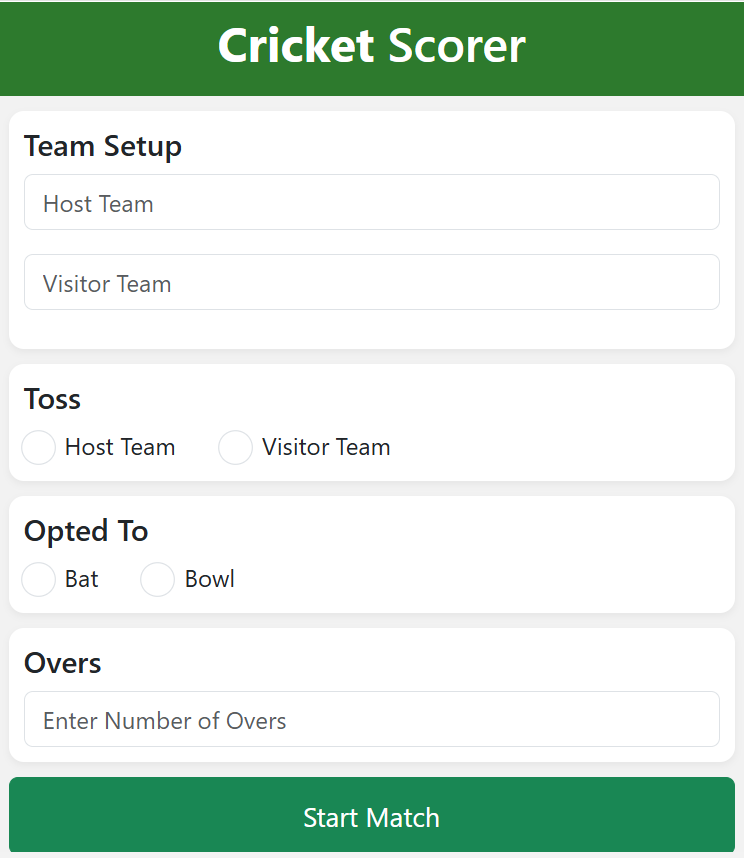 Cricket Scorer
Team Setup
Host Team
Visitor Team
Toss
Host Team Visitor Team
Opted To
Bat Bowl
Overs
Enter Number of Overs
Start Match